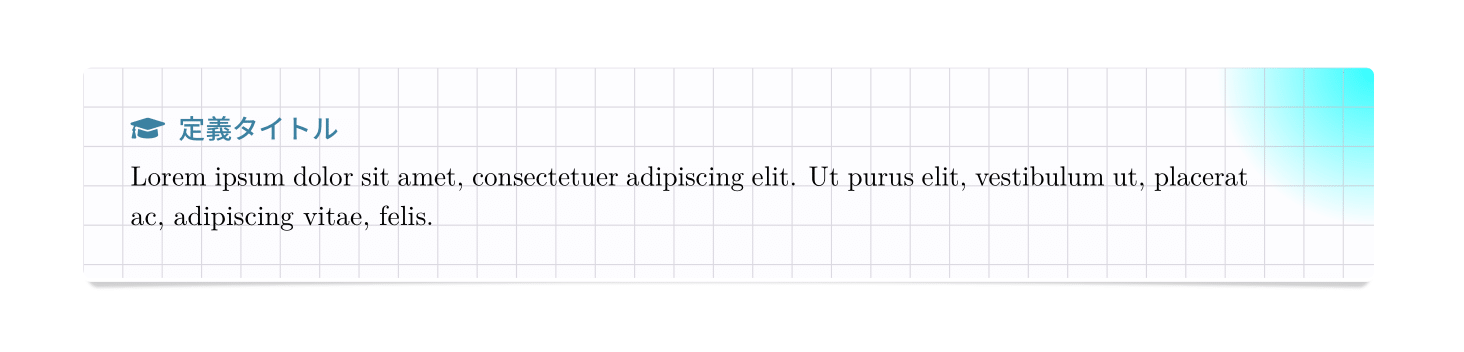 定義タイトル
Lorem ipsum dolor sit amet, consectetuer adipiscing elit. Ut purus elit, vestibulum ut, placerat
ac, adipiscing vitae, felis.